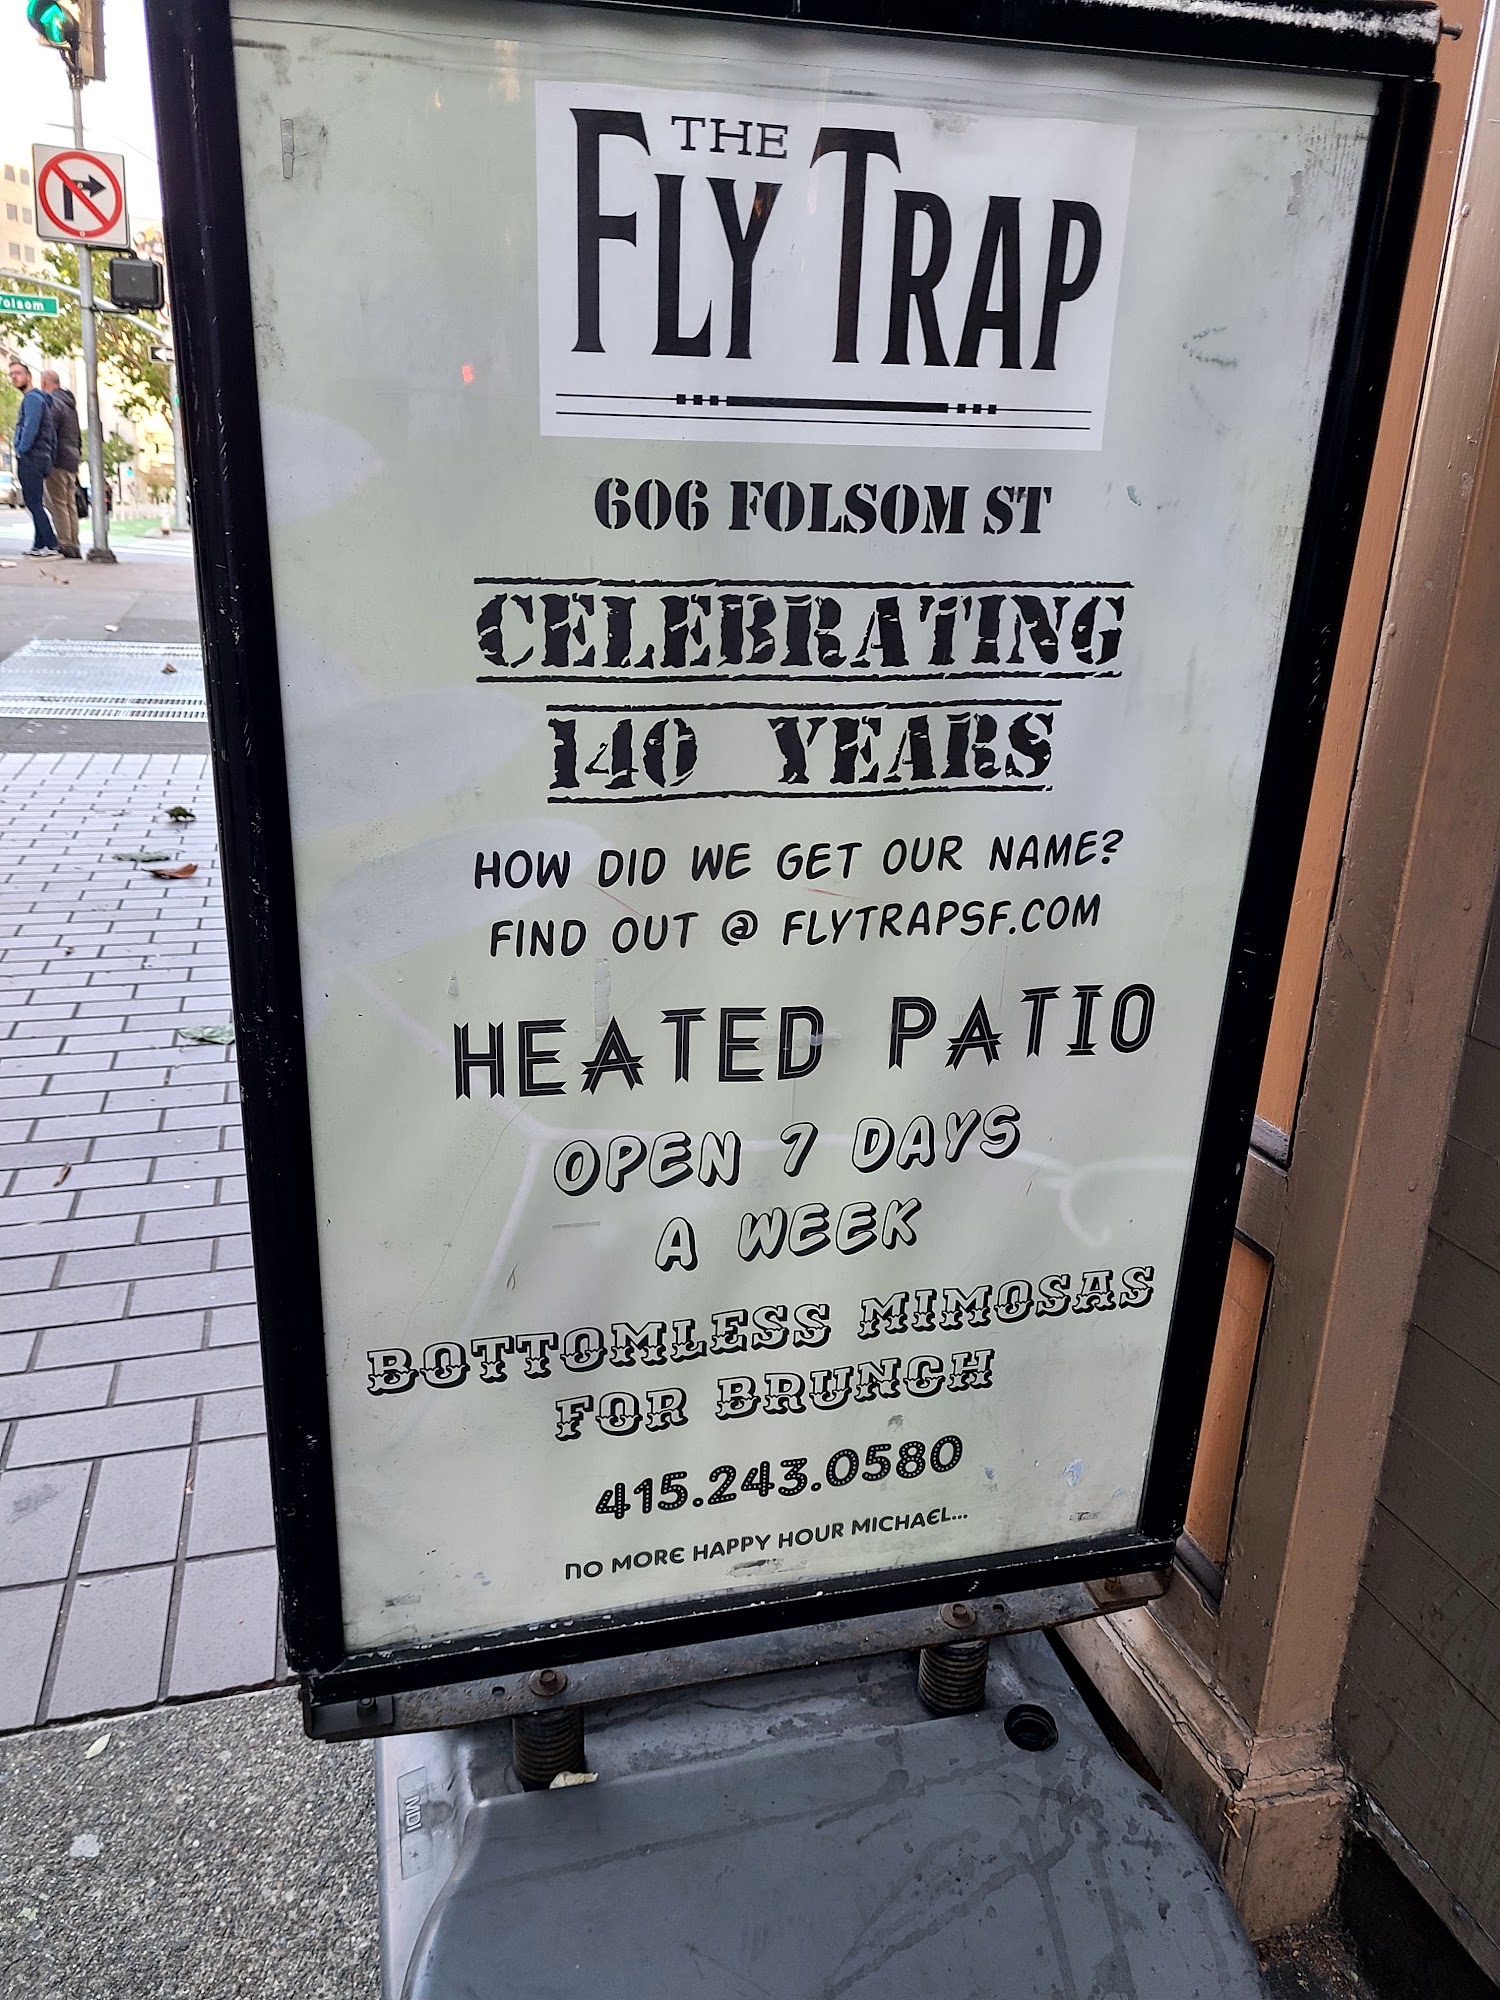 THE
FLY TRAP
606 FOLSOM ST
CELEBRATING
140 YEARS
HOW DID WE GET OUR NAME?
FIND OUT @ FLYTRAPSF.COM
HEATED PATIO
OPEN 7 DAYS
A WEEK
BOTTOMLESS MIMOSAS
FOR BRUNCH
415.243.0580
NO MORE HAPPY HOUR MICHAEL...
Folsom
MDI